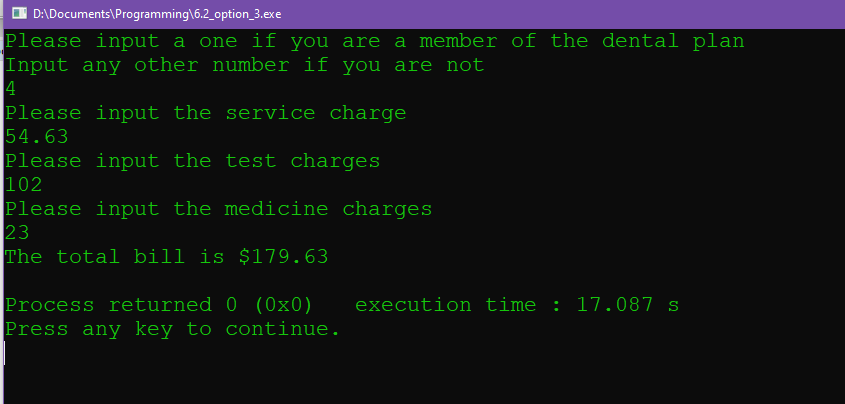 D:\Documents\Programming\6.2_option_3.exe
Please input a one if you are a member of the dental plan
Input any other number if you are not
4
Please input the service charge
54.63
Please input the test charges
102
Please input the medicine charges
23
The total bill is $179.63
Process returned 0 (0x0)   execution time : 17.087 s
Press any key to continue.